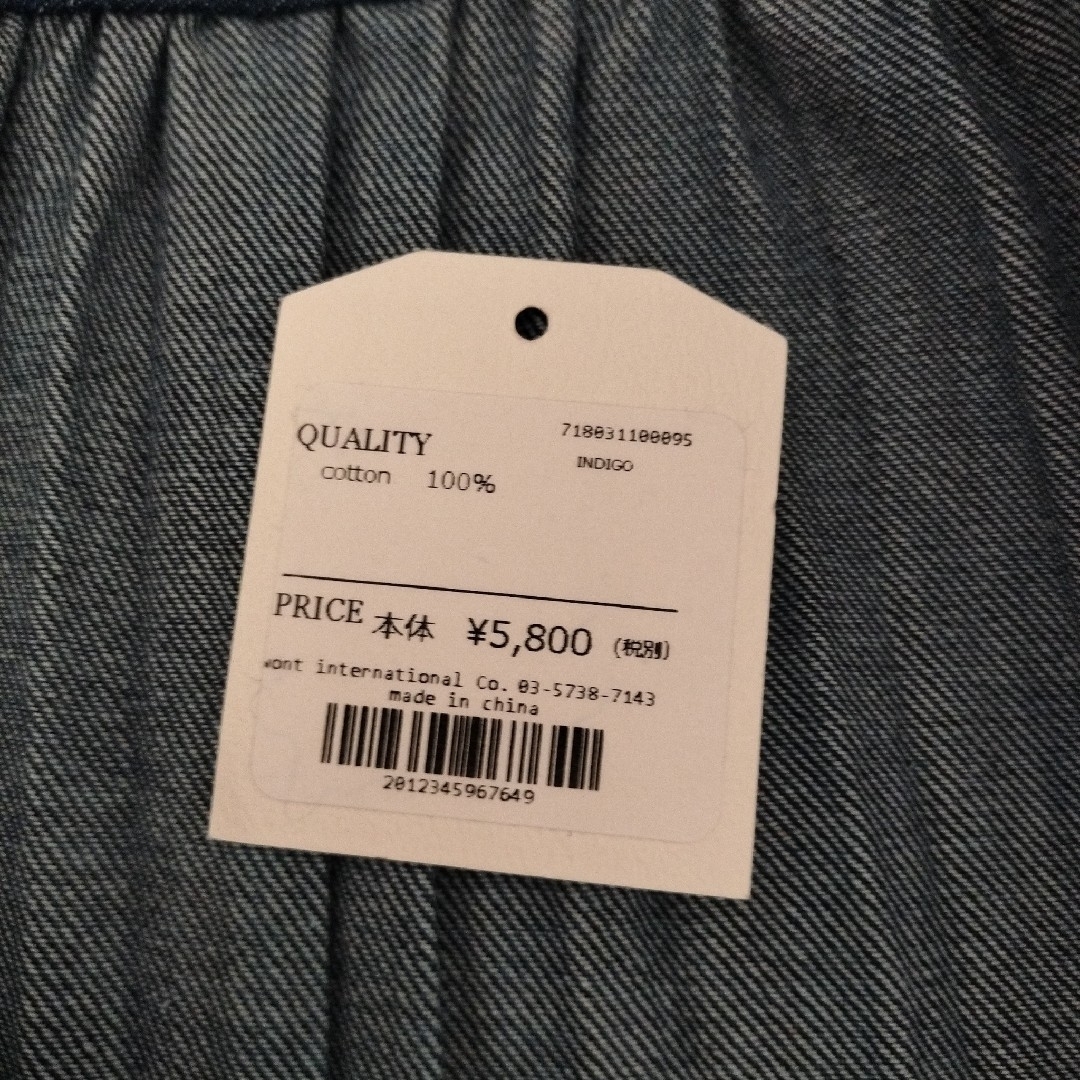 QUALITY
718031100095
cotton 100%
INDIGO
PRICE 本体 ¥5,800 (税別)
international Co. 03-5738-7143
made in china
2012345967649